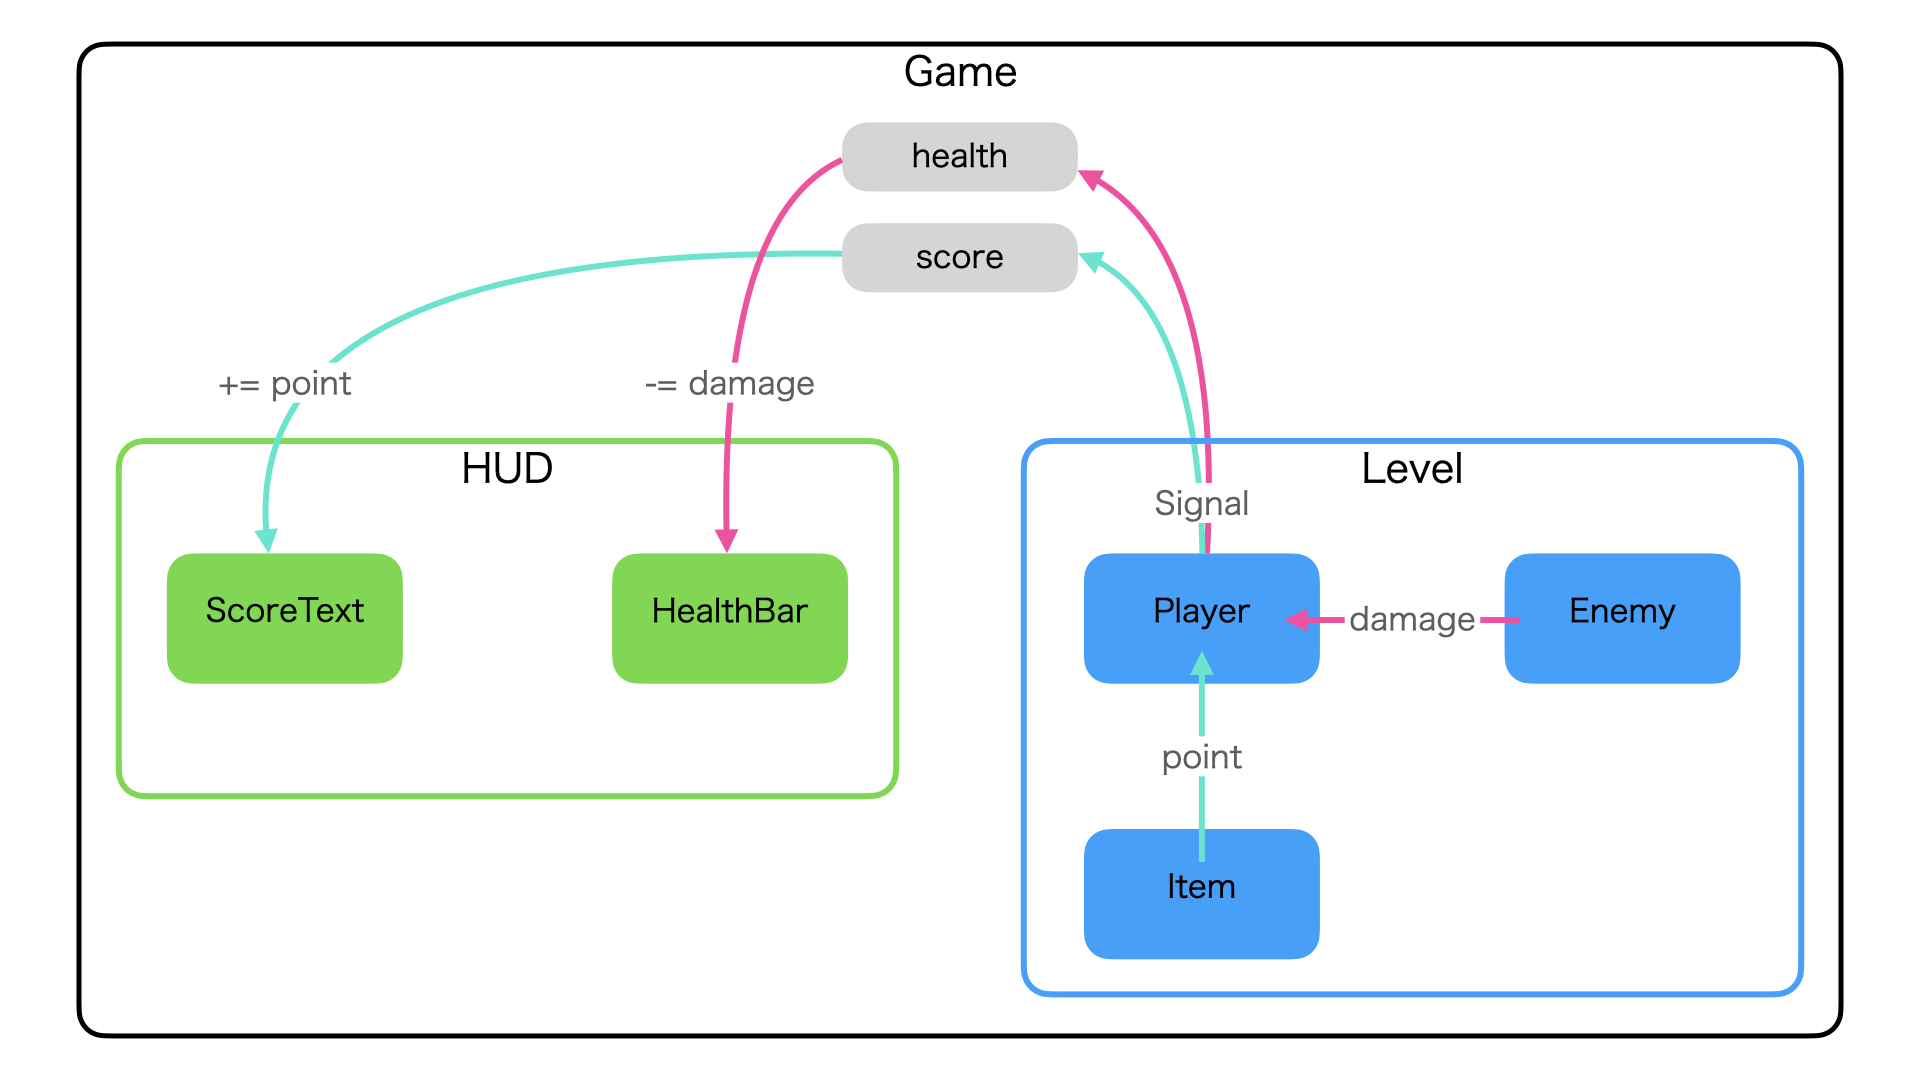 Game
health
score
+= point
-= damage
HUD
Level
Signal
ScoreText
HealthBar
Player
damage
Enemy
point
Item